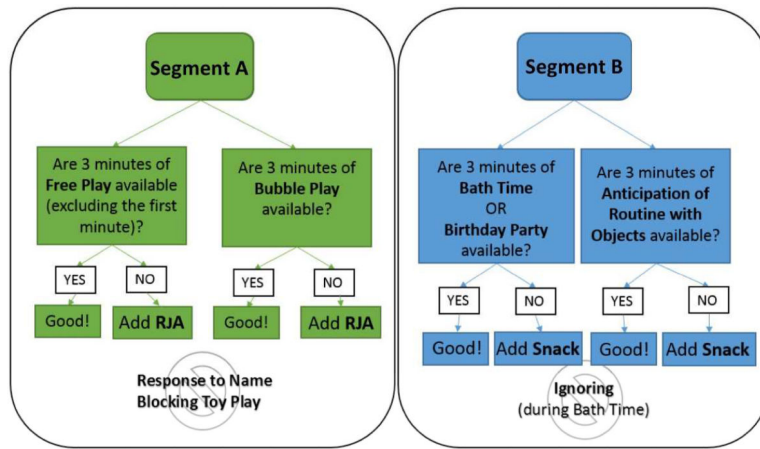 Segment A
Are 3 minutes of
Free Play available
(excluding the first
minute)?
YES
NO
Good!
Add RJA
Are 3 minutes of
Bubble Play
available?
YES
NO
Good!
Add RJA
Response to Name
Blocking Toy Play
Segment B
Are 3 minutes of
Bath Time
OR
Birthday Party
available?
YES
NO
Good!
Add Snack
Are 3 minutes of
Anticipation of
Routine with
Objects available?
YES
NO
Good!
Add Snack
Ignoring
(during Bath Time)